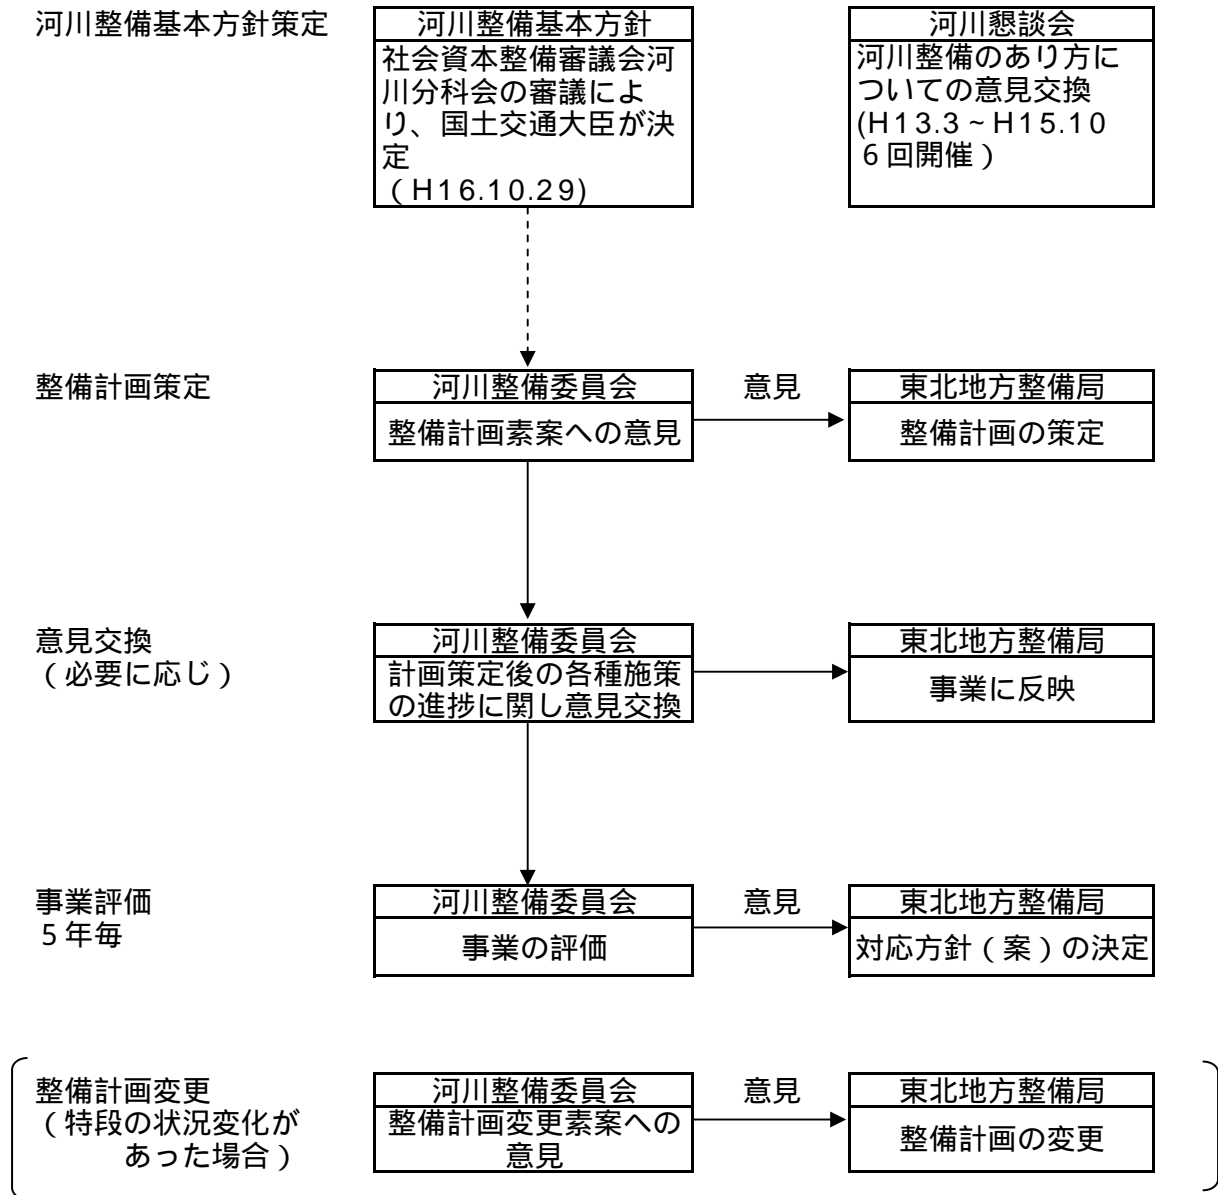 河川整備基本方針策定
河川整備基本方針
社会資本整備審議会河
川分科会の審議によ
り、国土交通大臣が決
定
（H16.10.29)
河川懇談会
河川整備のあり方に
ついての意見交換
(H13.3～H15.10
６回開催）
整備計画策定
河川整備委員会
整備計画素案への意見
意見
東北地方整備局
整備計画の策定
意見交換
（必要に応じ）
河川整備委員会
計画策定後の各種施策
の進捗に関し意見交換
東北地方整備局
事業に反映
事業評価
５年毎
河川整備委員会
事業の評価
意見
東北地方整備局
対応方針（案）の決定
整備計画変更
（特段の状況変化が
あった場合）
河川整備委員会
整備計画変更素案への
意見
意見
東北地方整備局
整備計画の変更